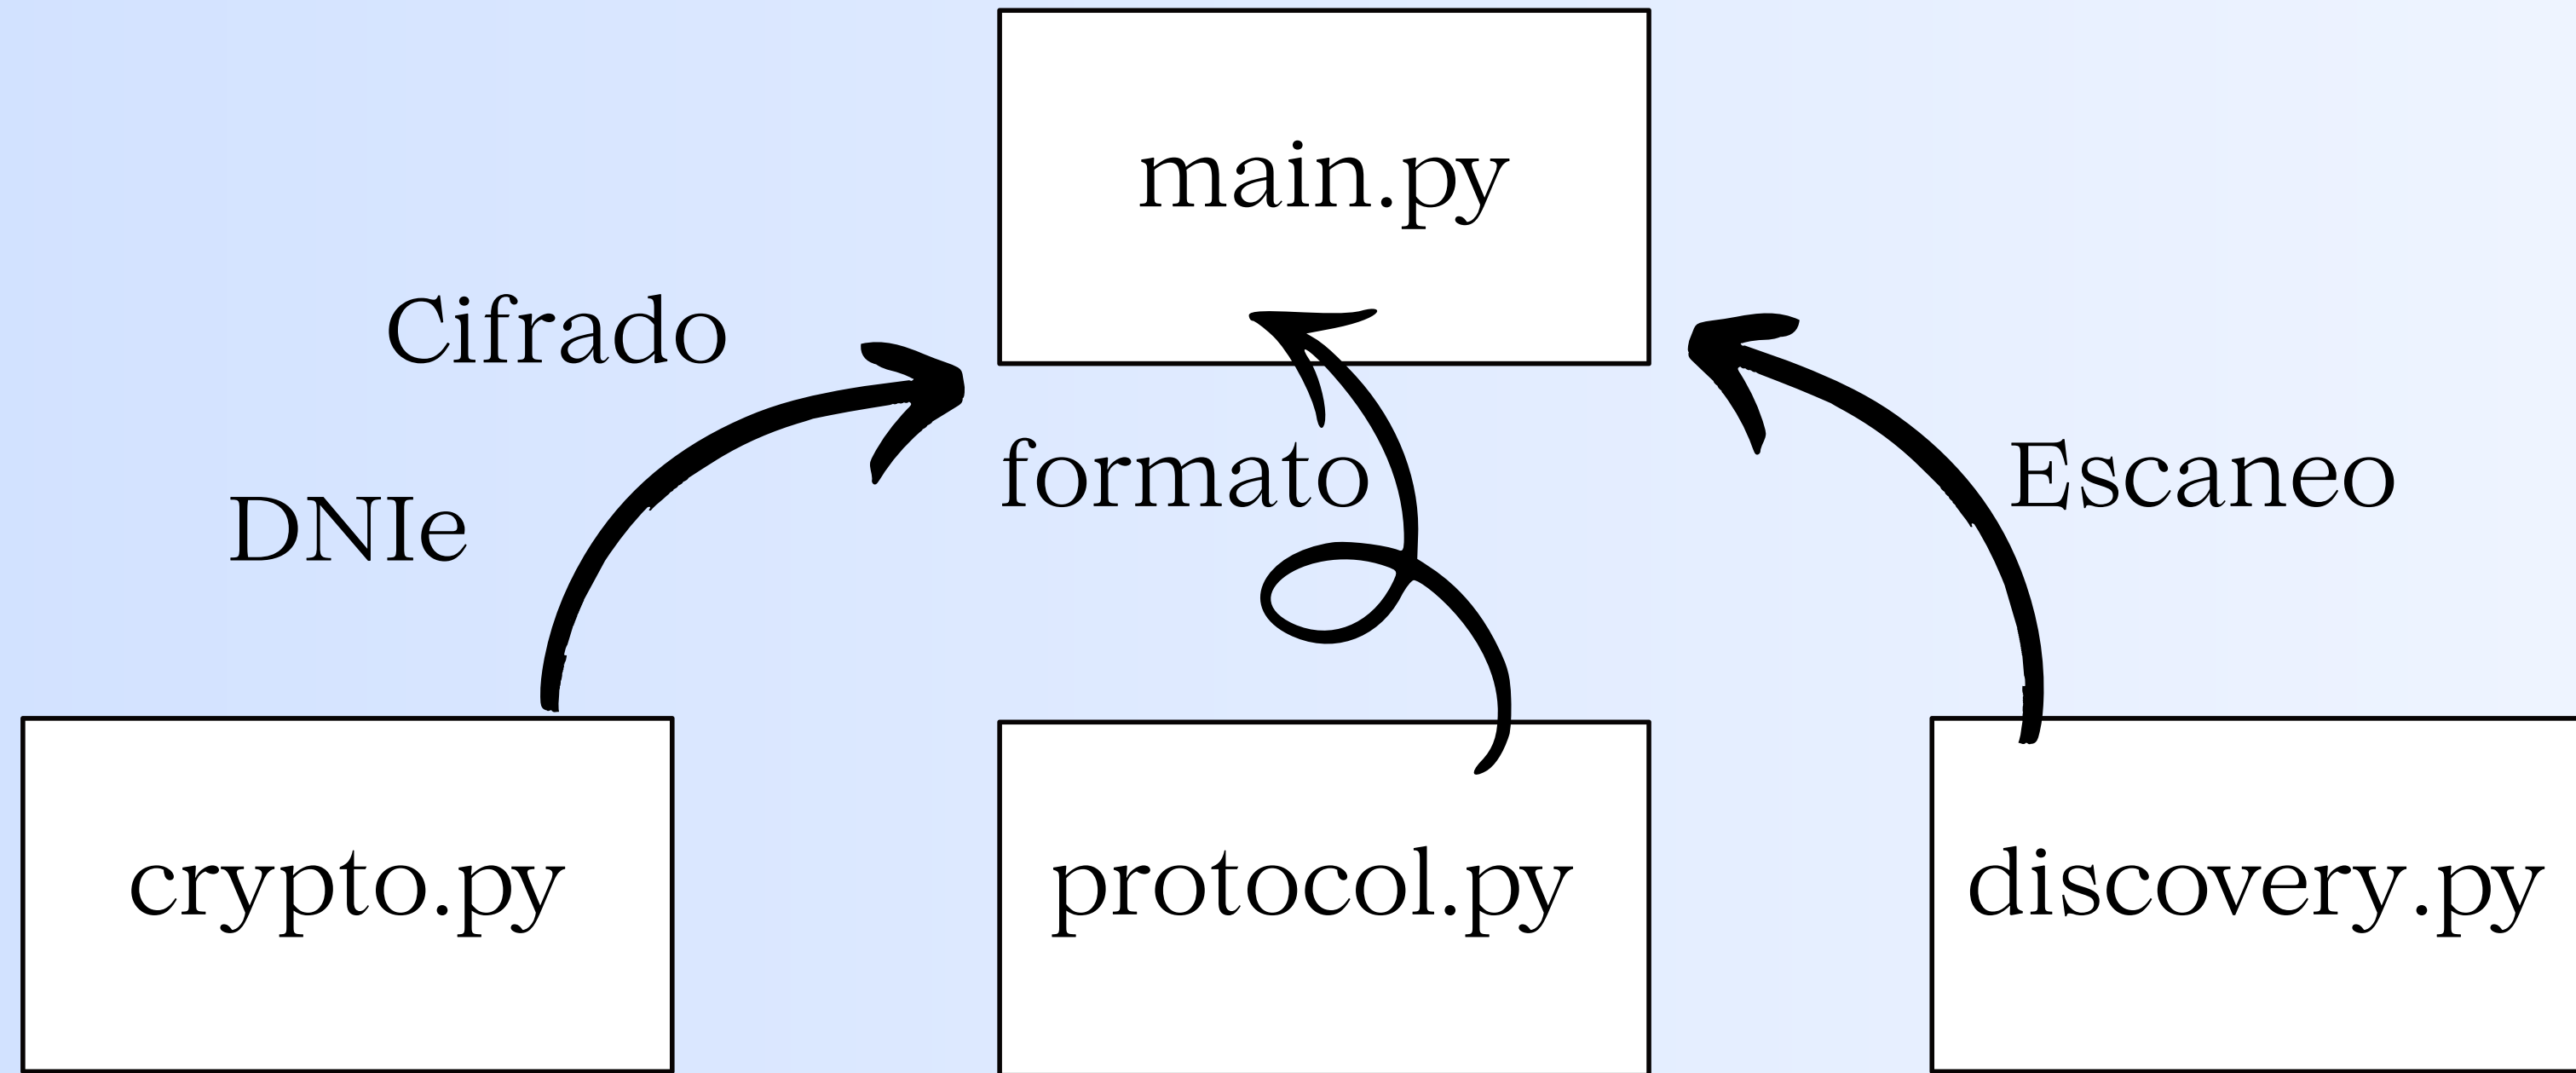 main.py
Cifrado
DNIe
formato
Escaneo
crypto.py
protocol.py
discovery.py